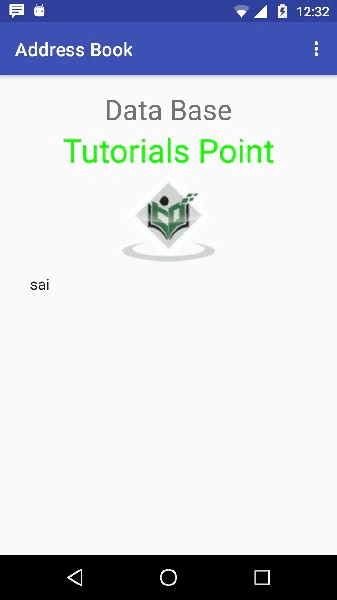 12:32
Address Book
Data Base
Tutorials Point
sai